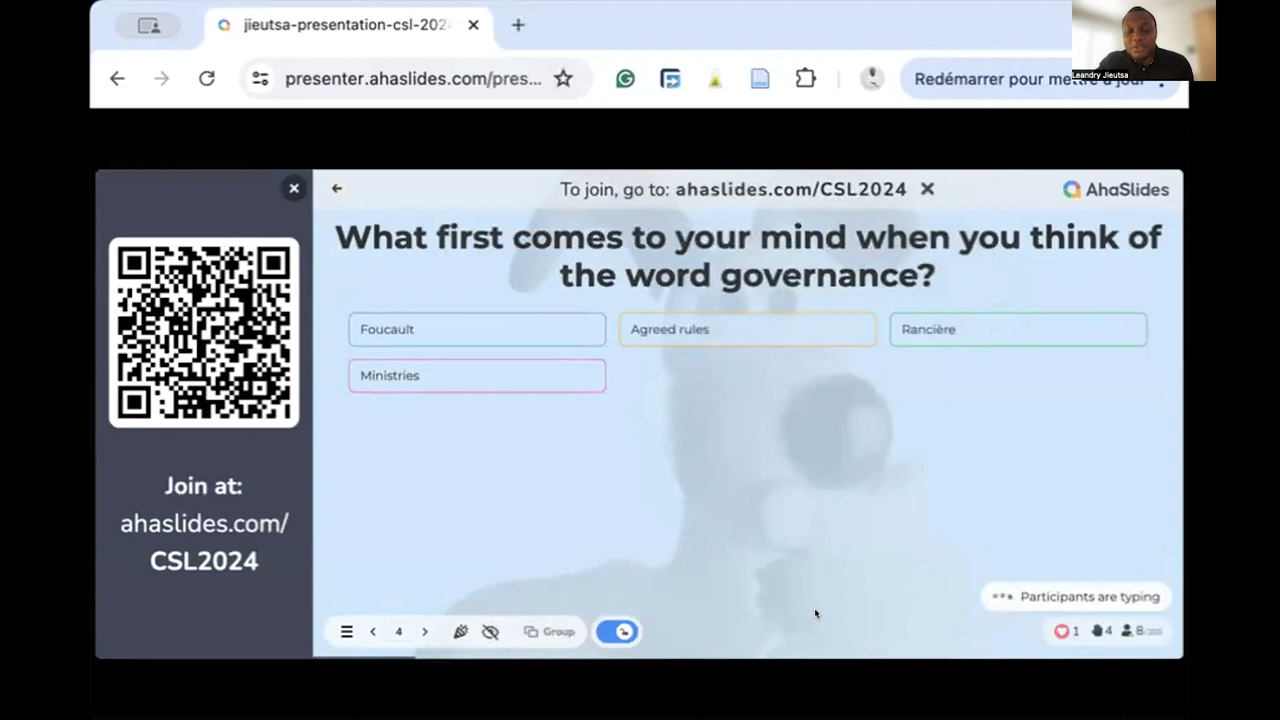 jieutsa-presentation-csl-202
presenter.ahaslides.com/pres...
Redémarrer pour mettre à jour
Leandry Jieutsa
To join, go to: ahaslides.com/CSL2024
AhaSlides
What first comes to your mind when you think of
the word governance?
Foucault
Agreed rules
Rancière
Ministries
Join at:
ahaslides.com/
CSL2024
Participants are typing
4
Group
1
4
8